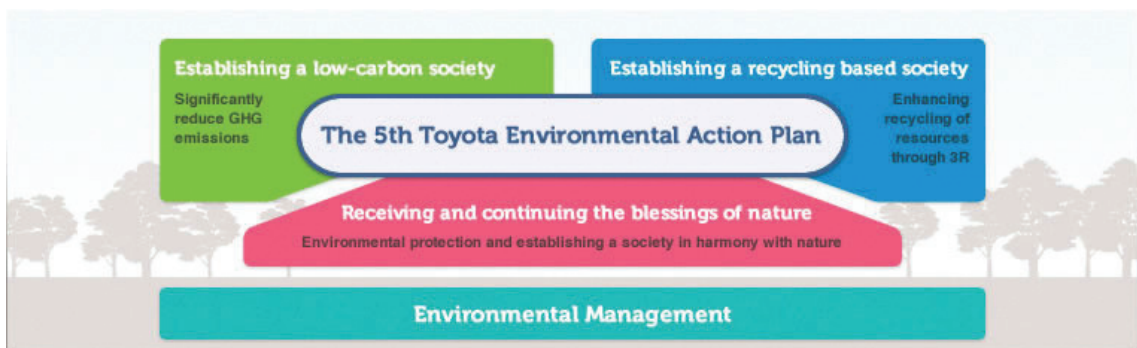 Establishing a low-carbon society
Significantly
reduce GHG
emissions
Establishing a recycling based society
Enhancing
recycling of
resources
through 3R
The 5th Toyota Environmental Action Plan
Receiving and continuing the blessings of nature
Environmental protection and establishing a society in harmony with nature
Environmental Management